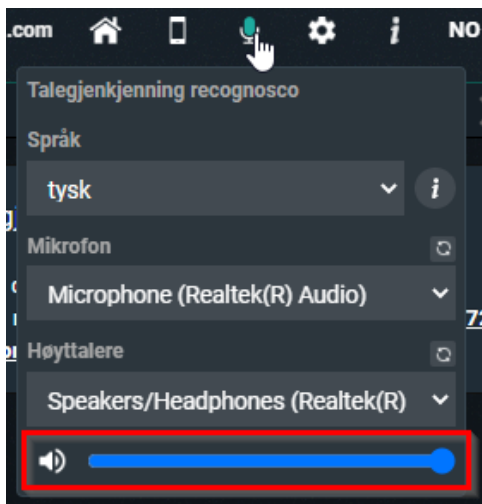 .com NO
Talegjenkjenning recognosco
Språk
tysk
i
Mikrofon
Microphone (Realtek(R) Audio)
Høyttalere
Speakers/Headphones (Realtek(R)